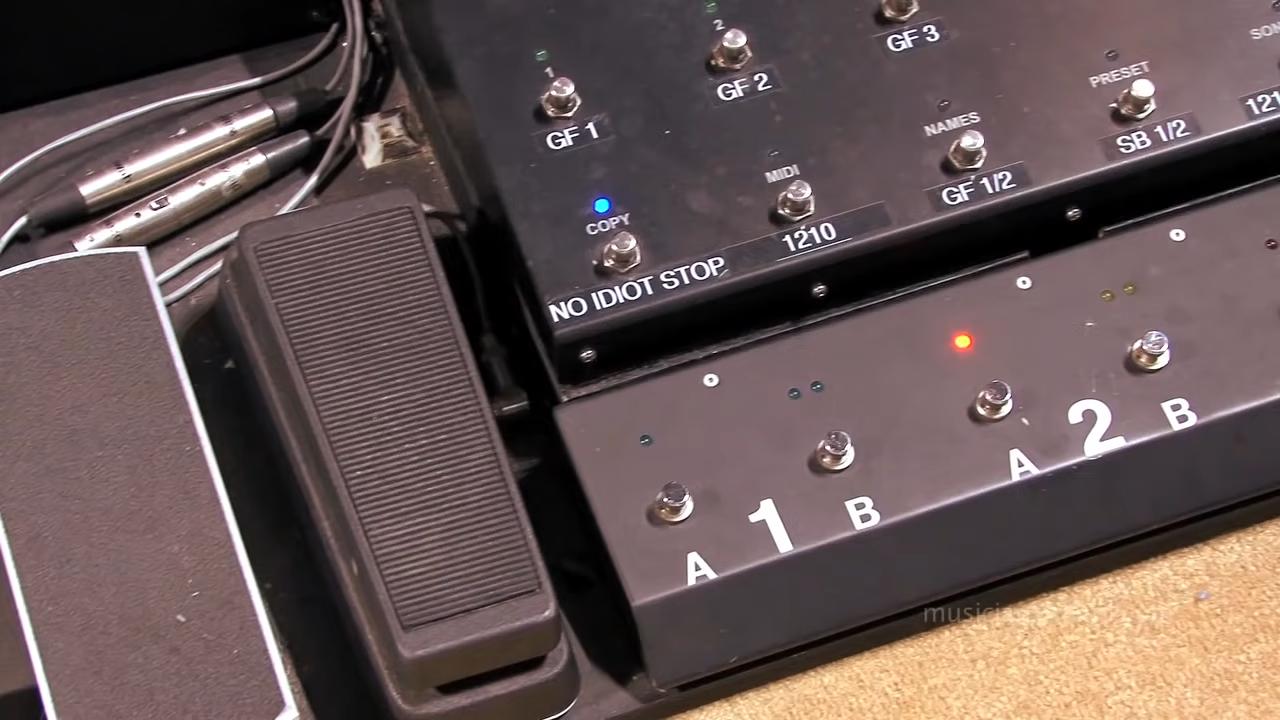 2
GF 3
1
GF 2
PRESET
GF 1
NAMES
SB 1/2
MIDI
GF 1/2
COPY
1210
NO IDIOT STOP
A 1 B
A 2 B